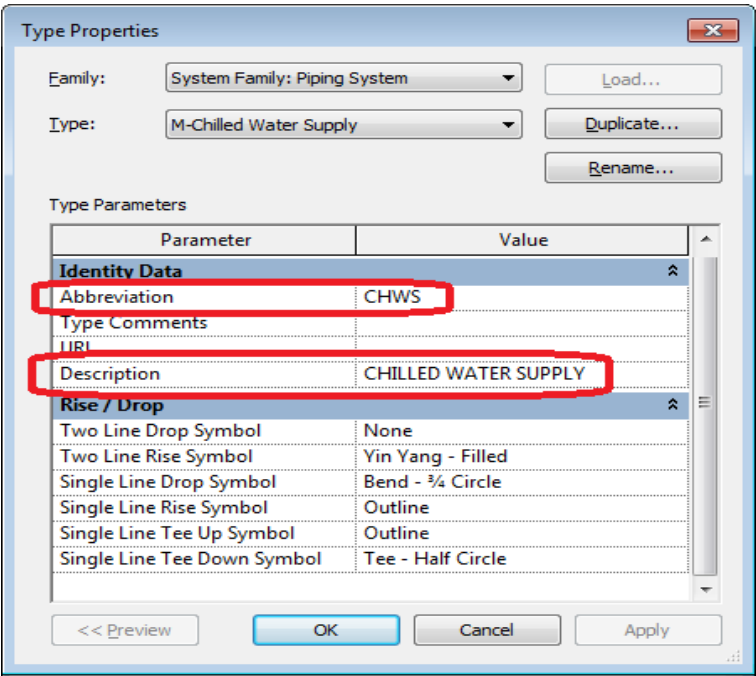 Type Properties
Family: System Family: Piping System Load...
Type: M-Chilled Water Supply Duplicate...
Rename...
Type Parameters
Parameter Value
Identity Data
Abbreviation CHWS
Type Comments
URL
Description CHILLED WATER SUPPLY
Rise / Drop
Two Line Drop Symbol None
Two Line Rise Symbol Yin Yang - Filled
Single Line Drop Symbol Bend - ¾ Circle
Single Line Rise Symbol Outline
Single Line Tee Up Symbol Outline
Single Line Tee Down Symbol Tee - Half Circle
<< Preview OK Cancel Apply